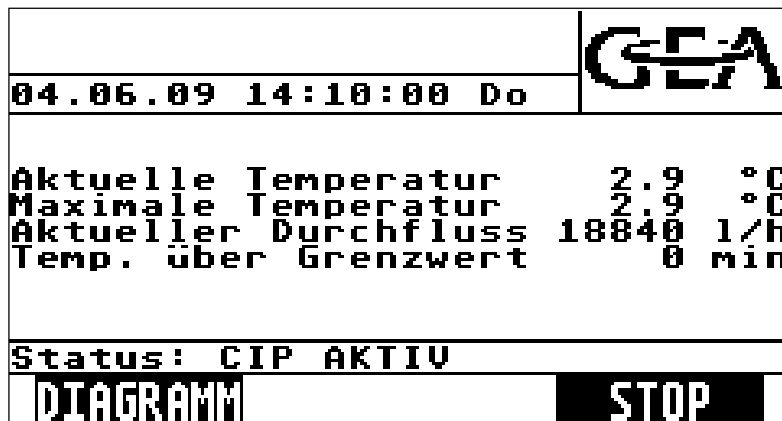 GEA
04.06.09 14:10:00 Do
Aktuelle Temperatur 2.9 °C
Maximale Temperatur 2.9 °C
Aktueller Durchfluss 18840 l/h
Temp. über Grenzwert 0 min
Status: CIP AKTIV
DIAGRAMM STOP